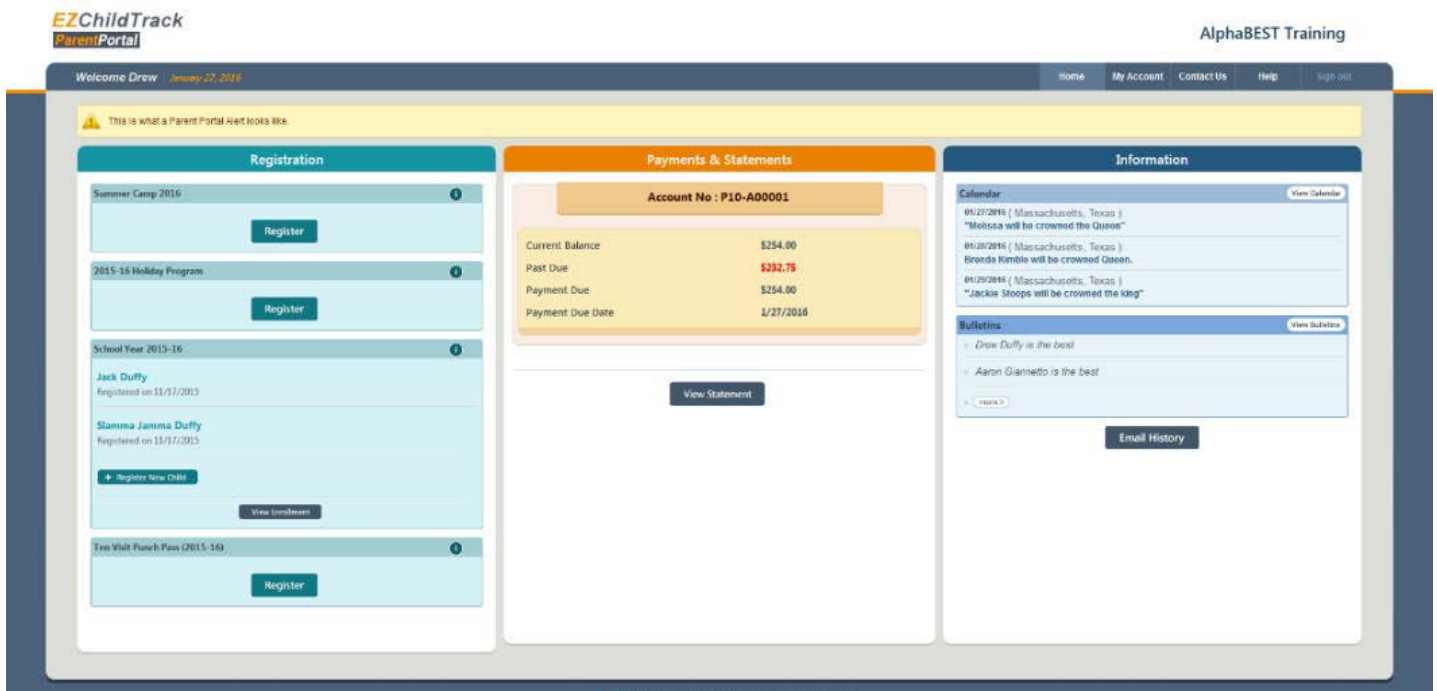 EZChildTrack
ParentPortal
AlphaBEST Training
Welcome Drew January 27, 2016
Home My Account Contact Us Help Sign out
This is what a Parent Portal Alert looks like.
Registration
Summer Camp 2016
Register
2015-16 Holiday Program
Register
School Year 2015-16
Jack Duffy
Registered on 11/17/2015
Slamma Jamma Duffy
Registered on 11/17/2015
+ Register New Child
View Enrollment
Ten Visit Punch Pass (2015-16)
Register
Payments & Statements
Account No : P10-A00001
Current Balance $254.00
Past Due $232.75
Payment Due $254.00
Payment Due Date 1/27/2016
View Statement
Information
Calendar View Calendar
01/27/2016 ( Massachusetts, Texas )
"Melissa will be crowned the Queen"
01/28/2016 ( Massachusetts, Texas )
Brenda Kimble will be crowned Queen.
01/29/2016 ( Massachusetts, Texas )
"Jackie Stoops will be crowned the king"
Bulletins View Bulletins
Drew Duffy is the best
Aaron Giannetto is the best
more >
Email History